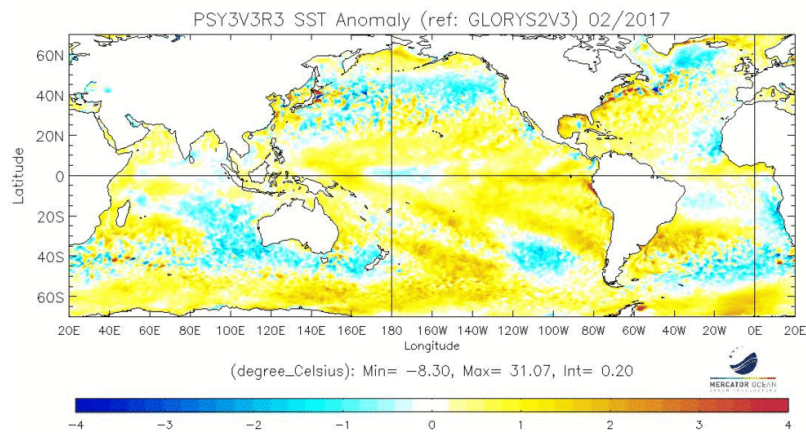 PSY3V3R3 SST Anomaly (ref: GLORYS2V3) 02/2017
Latitude
60N
40N
20N
0
20S
40S
60S
20E 40E 60E 80E 100E 120E 140E 160E 180 160W 140W 120W 100W 80W 60W 40W 20W 0 20E
Longitude
(degree_Celsius): Min= -8.30, Max= 31.07, Int= 0.20
MERCATOR OCEAN
-4 -3 -2 -1 0 1 2 3 4